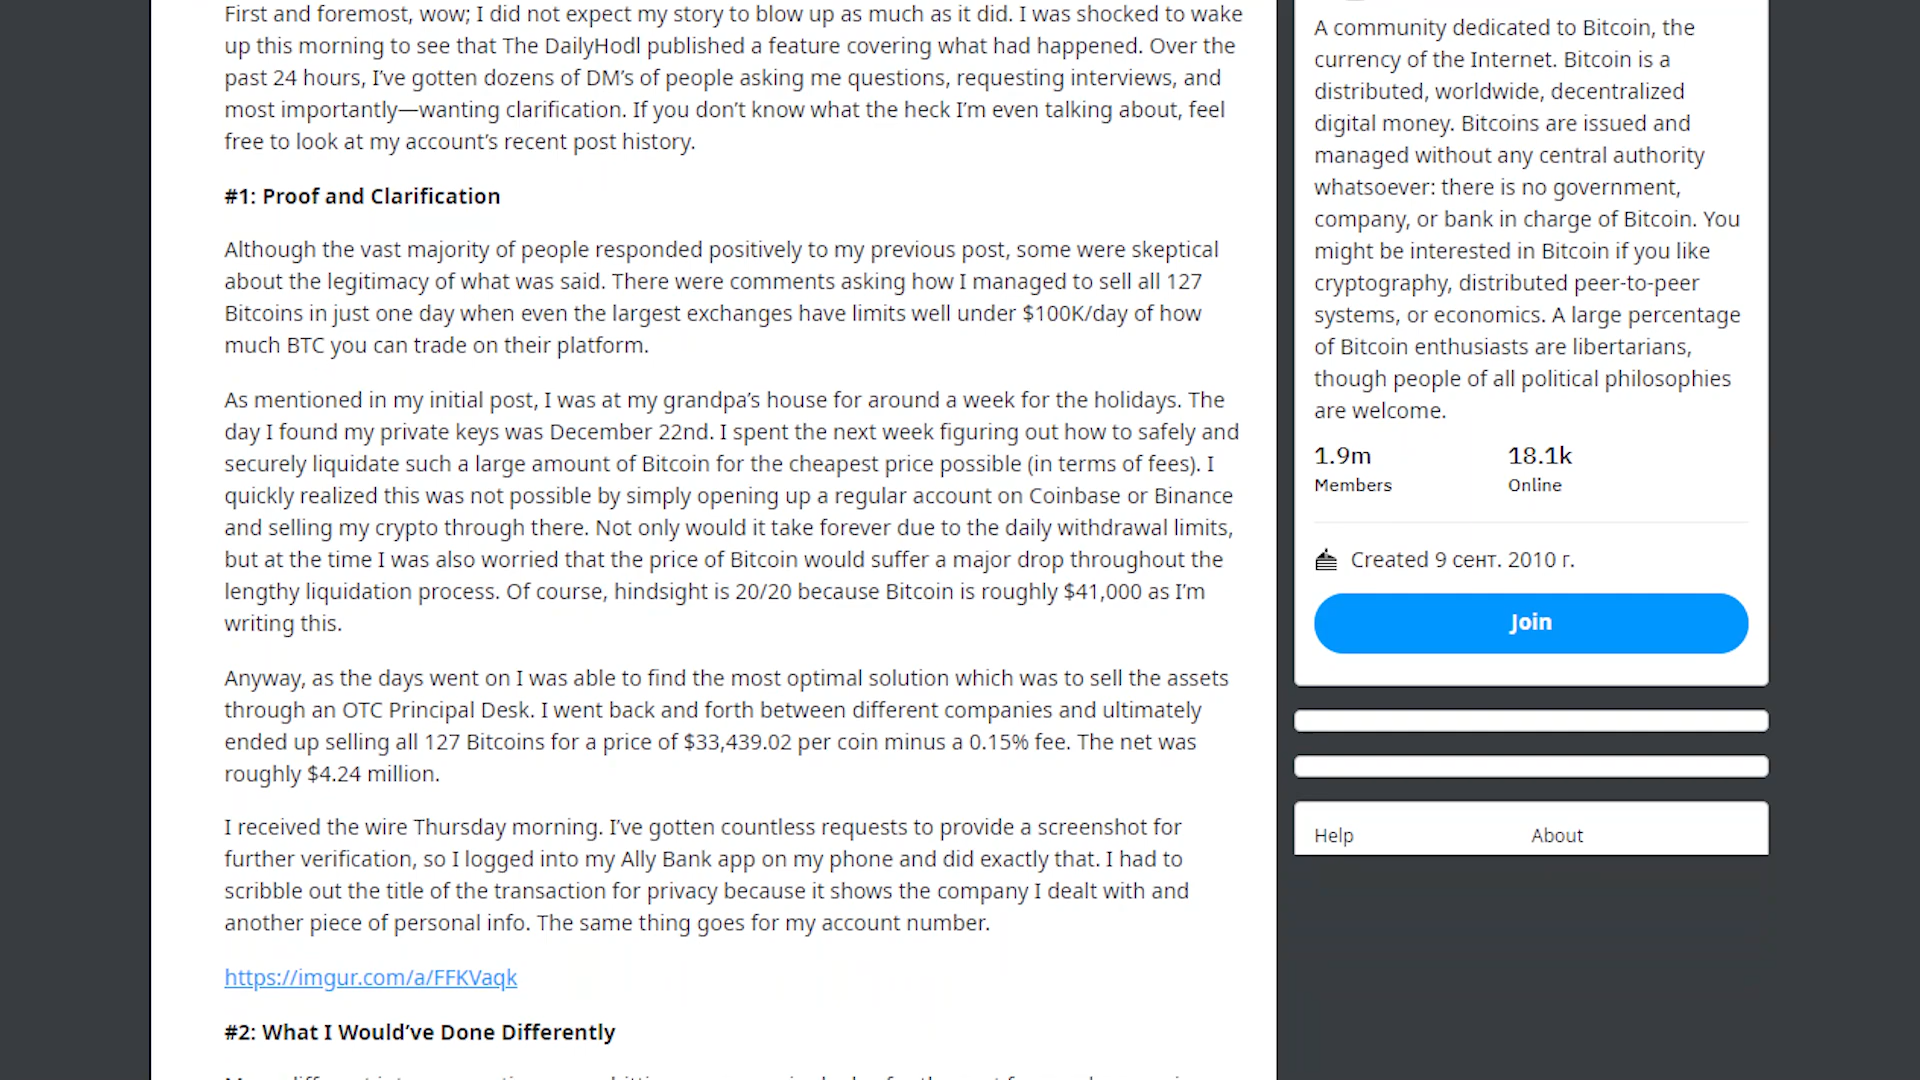 First and foremost, wow; I did not expect my story to blow up as much as it did. I was shocked to wake
up this morning to see that The DailyHodl published a feature covering what had happened. Over the
past 24 hours, I’ve gotten dozens of DM’s of people asking me questions, requesting interviews, and
most importantly—wanting clarification. If you don’t know what the heck I’m even talking about, feel
free to look at my account’s recent post history.
#1: Proof and Clarification
Although the vast majority of people responded positively to my previous post, some were skeptical
about the legitimacy of what was said. There were comments asking how I managed to sell all 127
Bitcoins in just one day when even the largest exchanges have limits well under $100K/day of how
much BTC you can trade on their platform.
As mentioned in my initial post, I was at my grandpa’s house for around a week for the holidays. The
day I found my private keys was December 22nd. I spent the next week figuring out how to safely and
securely liquidate such a large amount of Bitcoin for the cheapest price possible (in terms of fees). I
quickly realized this was not possible by simply opening up a regular account on Coinbase or Binance
and selling my crypto through there. Not only would it take forever due to the daily withdrawal limits,
but at the time I was also worried that the price of Bitcoin would suffer a major drop throughout the
lengthy liquidation process. Of course, hindsight is 20/20 because Bitcoin is roughly $41,000 as I’m
writing this.
Anyway, as the days went on I was able to find the most optimal solution which was to sell the assets
through an OTC Principal Desk. I went back and forth between different companies and ultimately
ended up selling all 127 Bitcoins for a price of $33,439.02 per coin minus a 0.15% fee. The net was
roughly $4.24 million.
I received the wire Thursday morning. I’ve gotten countless requests to provide a screenshot for
further verification, so I logged into my Ally Bank app on my phone and did exactly that. I had to
scribble out the title of the transaction for privacy because it shows the company I dealt with and
another piece of personal info. The same thing goes for my account number.
https://imgur.com/a/FFKVaqk
#2: What I Would’ve Done Differently
A community dedicated to Bitcoin, the
currency of the Internet. Bitcoin is a
distributed, worldwide, decentralized
digital money. Bitcoins are issued and
managed without any central authority
whatsoever: there is no government,
company, or bank in charge of Bitcoin. You
might be interested in Bitcoin if you like
cryptography, distributed peer-to-peer
systems, or economics. A large percentage
of Bitcoin enthusiasts are libertarians,
though people of all political philosophies
are welcome.
1.9m 18.1k
Members Online
Created 9 сент. 2010 г.
Join
Help About